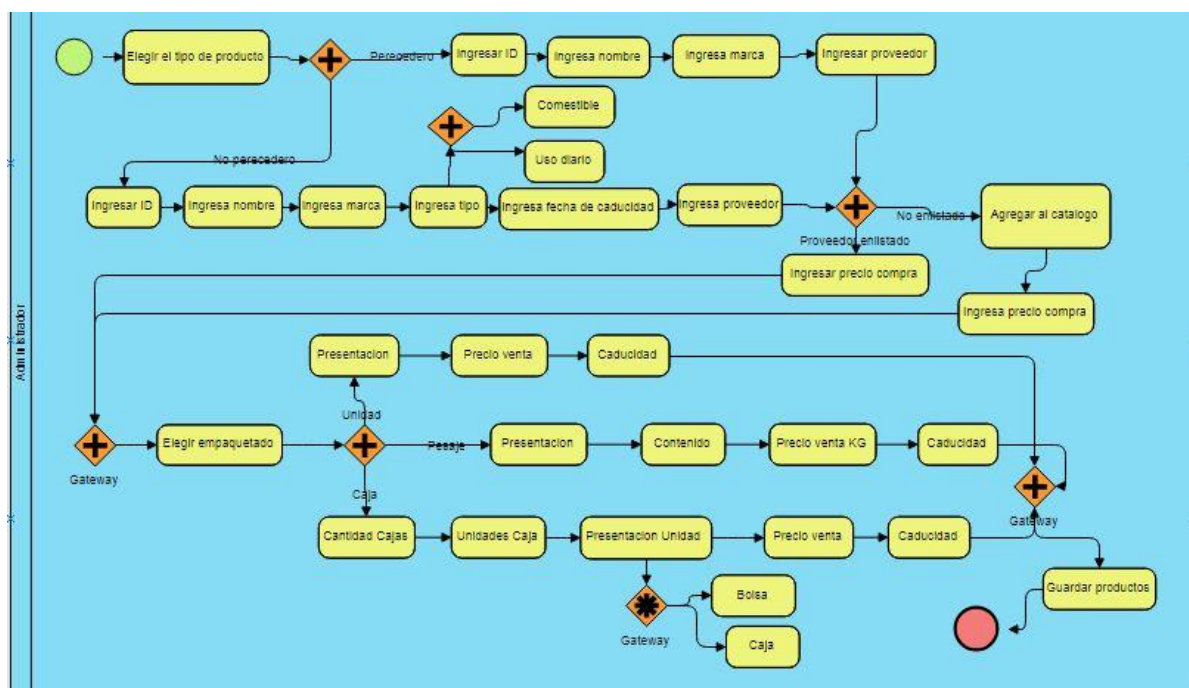 Administrador
Elegir el tipo de producto
Perecedero
Ingresar ID
Ingresa nombre
Ingresa marca
Ingresar proveedor
Comestible
Uso diario
No perecedero
Ingresar ID
Ingresa nombre
Ingresa marca
Ingresa tipo
Ingresa fecha de caducidad
Ingresa proveedor
No enlistado
Agregar al catalogo
Proveedor enlistado
Ingresar precio compra
Ingresa precio compra
Presentacion
Precio venta
Caducidad
Unidad
Gateway
Elegir empaquetado
Pesaje
Presentacion
Contenido
Precio venta KG
Caducidad
Caja
Gateway
Cantidad Cajas
Unidades Caja
Presentacion Unidad
Precio venta
Caducidad
Guardar productos
Gateway
Bolsa
Caja